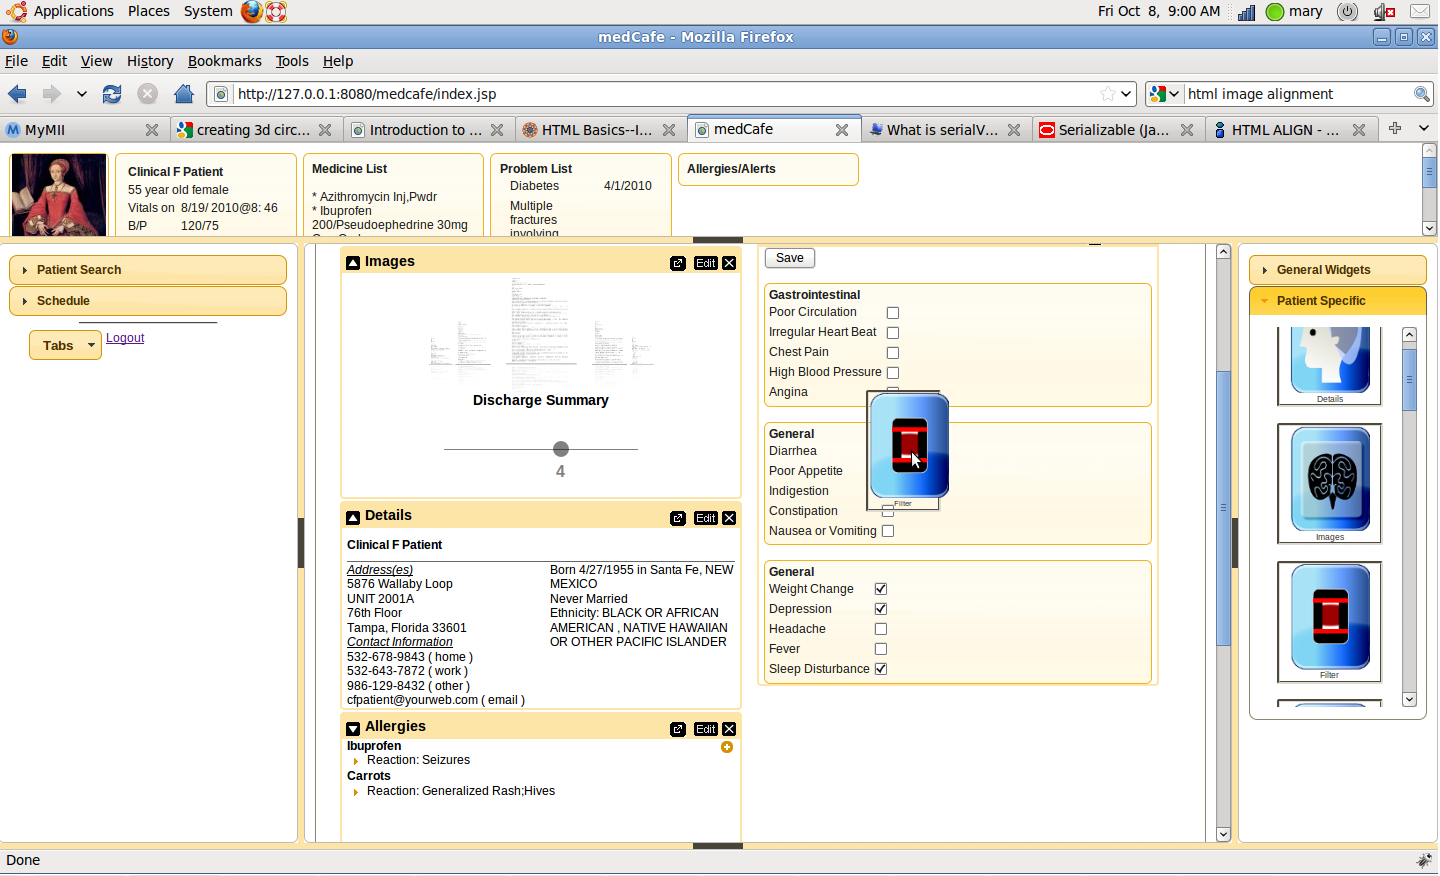 Applications Places System
Fri Oct 8, 9:00 AM mary
medCafe - Mozilla Firefox
File Edit View History Bookmarks Tools Help
http://127.0.0.1:8080/medcafe/index.jsp
html image alignment
MyMII
creating 3d circ...
Introduction to ...
HTML Basics--I...
medCafe
What is serialV...
Serializable (Ja...
HTML ALIGN - ...
Clinical F Patient
55 year old female
Vitals on 8/19/ 2010@8: 46
B/P 120/75
Medicine List
* Azithromycin Inj,Pwdr
* Ibuprofen
200/Pseudoephedrine 30mg
Problem List
Diabetes 4/1/2010
Multiple
fractures
involving
Allergies/Alerts
Patient Search
Schedule
Tabs
Logout
Images Edit
Discharge Summary
4
Details Edit
Clinical F Patient
Address(es)
5876 Wallaby Loop
UNIT 2001A
76th Floor
Tampa, Florida 33601
Contact Information
532-678-9843 ( home )
532-643-7872 ( work )
986-129-8432 ( other )
cfpatient@yourweb.com ( email )
Born 4/27/1955 in Santa Fe, NEW
MEXICO
Never Married
Ethnicity: BLACK OR AFRICAN
AMERICAN , NATIVE HAWAIIAN
OR OTHER PACIFIC ISLANDER
Allergies Edit
Ibuprofen
Reaction: Seizures
Carrots
Reaction: Generalized Rash;Hives
Save
Gastrointestinal
Poor Circulation
Irregular Heart Beat
Chest Pain
High Blood Pressure
Angina
General
Diarrhea
Poor Appetite
Indigestion
Constipation
Nausea or Vomiting
Filter
General
Weight Change
Depression
Headache
Fever
Sleep Disturbance
General Widgets
Patient Specific
Details
Images
Filter
Done